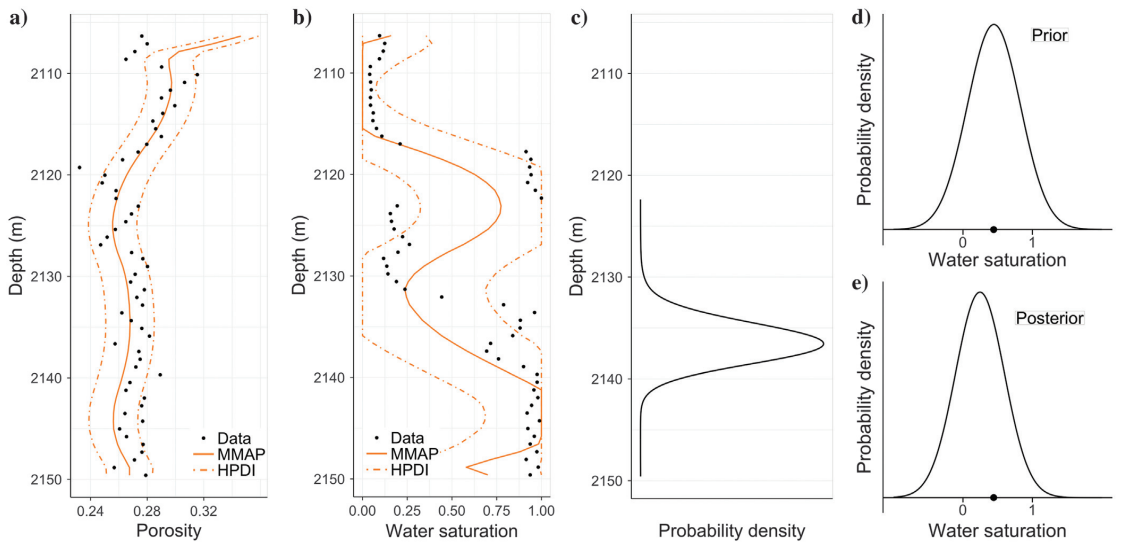 a)
2110
2120
2130
2140
2150
Depth (m)
0.24 0.28 0.32
Porosity
Data
MMAP
HPDI
b)
2110
2120
2130
2140
2150
Depth (m)
0.00 0.25 0.50 0.75 1.00
Water saturation
Data
MMAP
HPDI
c)
2110
2120
2130
2140
2150
Depth (m)
Probability density
d)
Prior
Probability density
0 1
Water saturation
e)
Posterior
Probability density
0 1
Water saturation